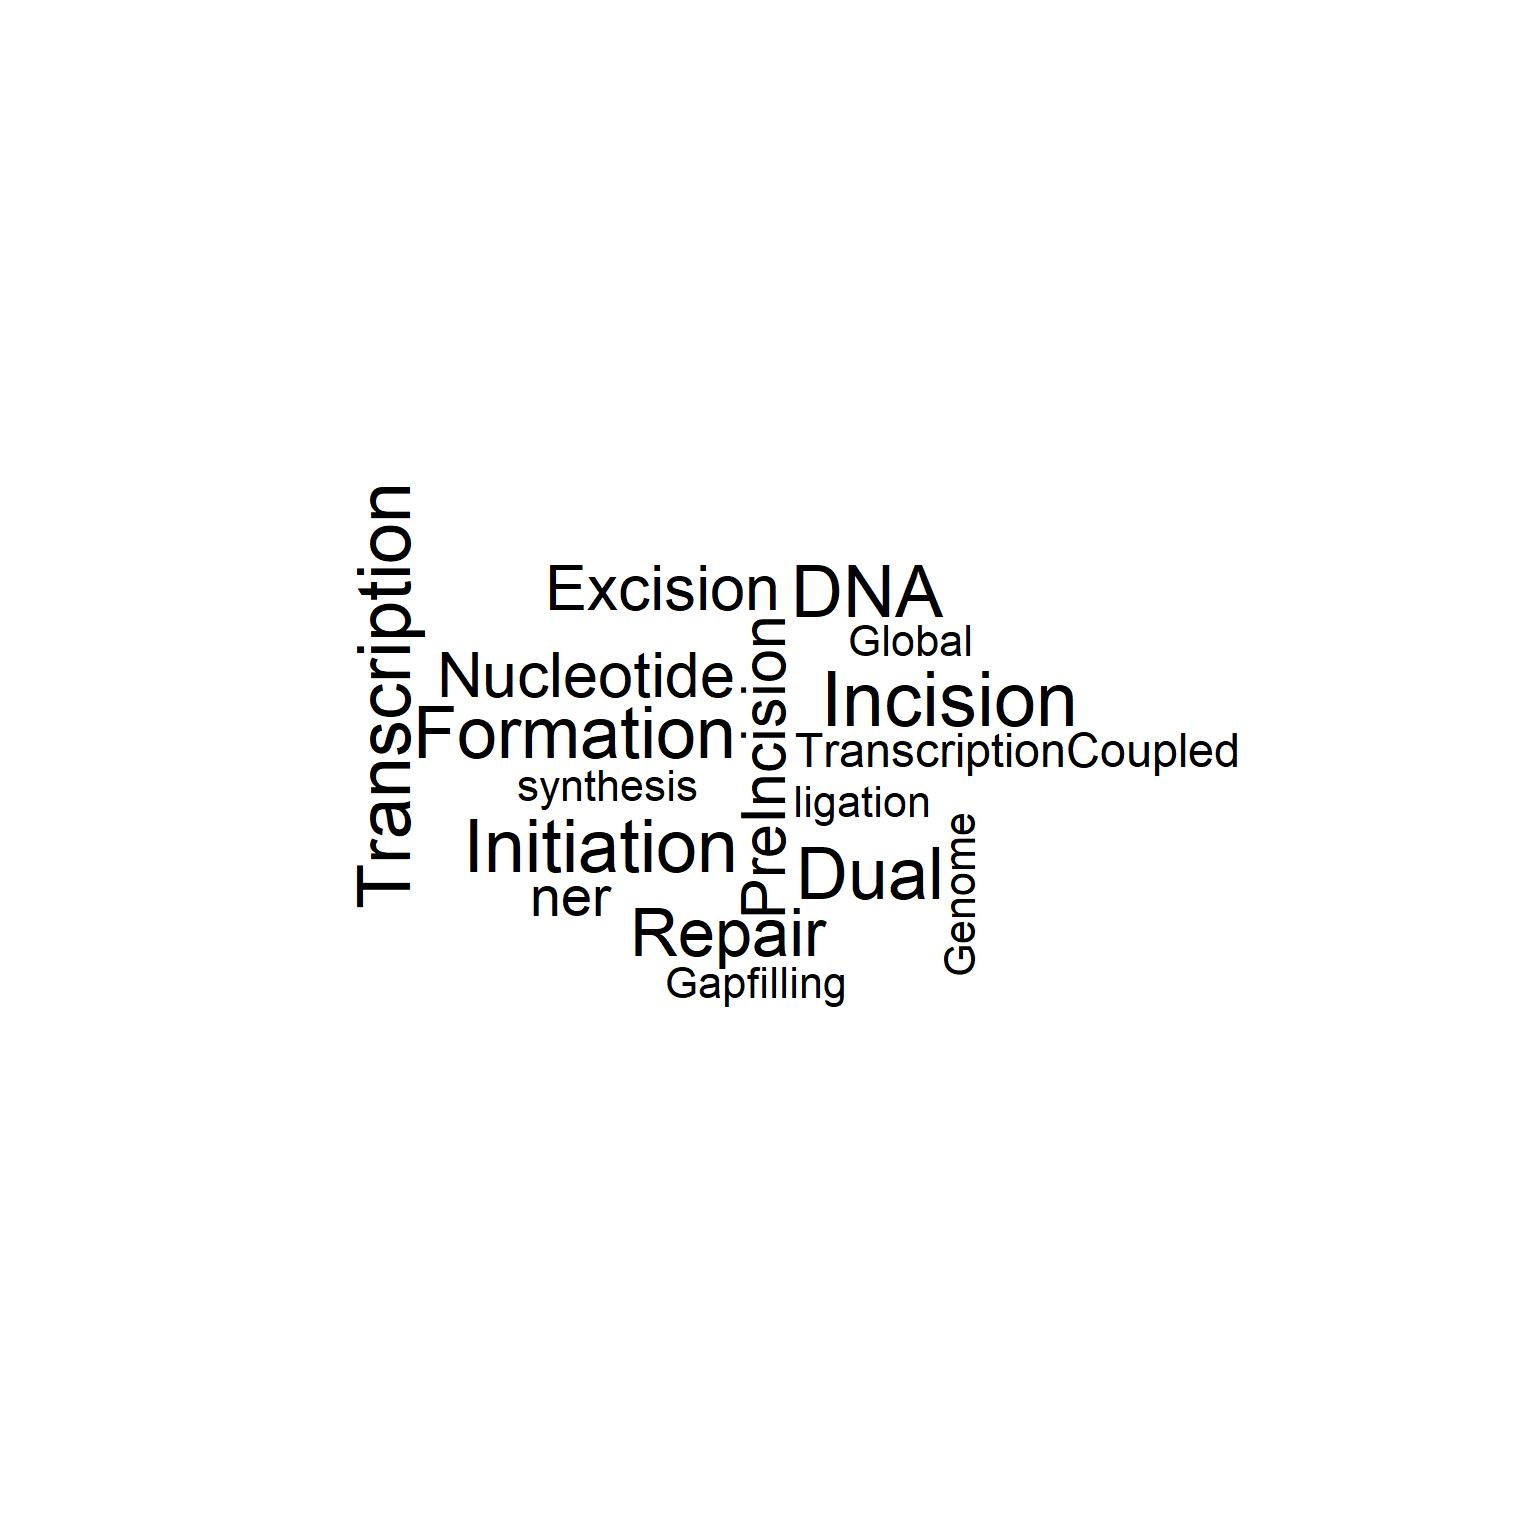 Transcription
Excision
DNA
Global
Nucleotide
PreIncision
Incision
Formation
TranscriptionCoupled
synthesis
ligation
Initiation
Dual
Genome
ner
Repair
Gapfilling